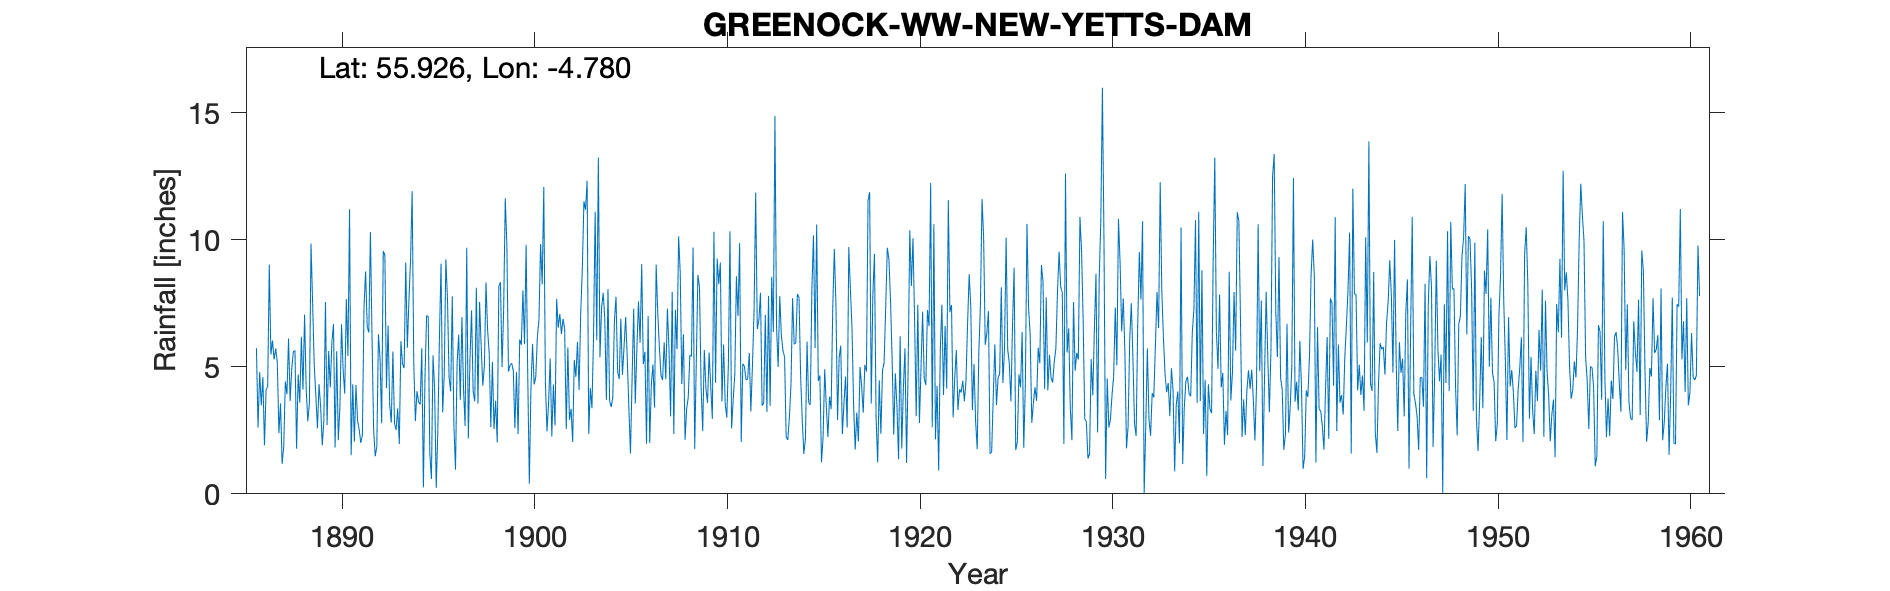 GREENOCK-WW-NEW-YETTS-DAM
Lat: 55.926, Lon: -4.780
15
10
5
0
Rainfall [inches]
1890 1900 1910 1920 1930 1940 1950 1960
Year